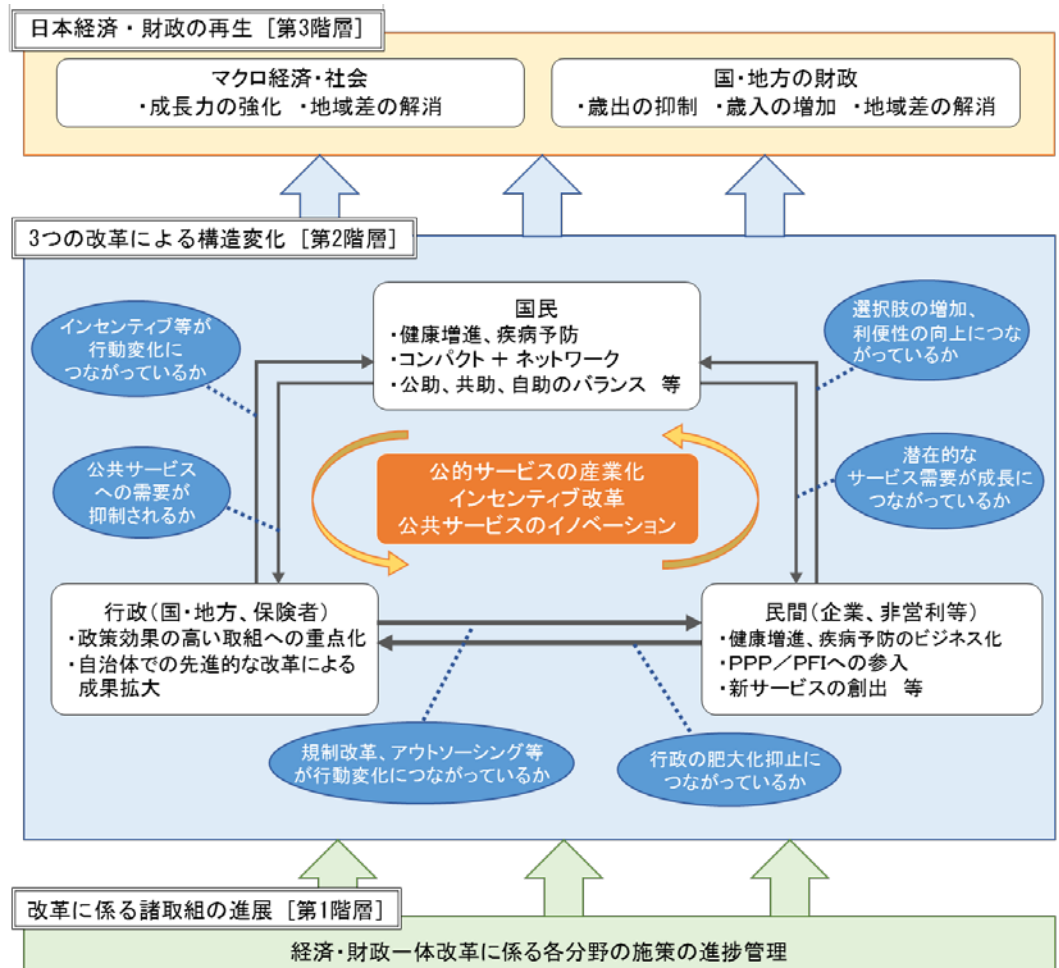 日本経済・財政の再生 [第3階層]
マクロ経済・社会
・成長力の強化 ・地域差の解消
国・地方の財政
・歳出の抑制 ・歳入の増加 ・地域差の解消
3つの改革による構造変化 [第2階層]
国民
・健康増進、疾病予防
・コンパクト + ネットワーク
・公助、共助、自助のバランス 等
インセンティブ等が
行動変化に
つながっているか
選択肢の増加、
利便性の向上につな
がっているか
公共サービス
への需要が
抑制されるか
公的サービスの産業化
インセンティブ改革
公共サービスのイノベーション
潜在的な
サービス需要が成長に
つながっているか
行政(国・地方、保険者)
・政策効果の高い取組への重点化
・自治体での先進的な改革による
成果拡大
民間(企業、非営利等)
・健康増進、疾病予防のビジネス化
・PPP/PFIへの参入
・新サービスの創出 等
規制改革、アウトソーシング等
が行動変化につながっているか
行政の肥大化抑止に
つながっているか
改革に係る諸取組の進展 [第1階層]
経済・財政一体改革に係る各分野の施策の進捗管理